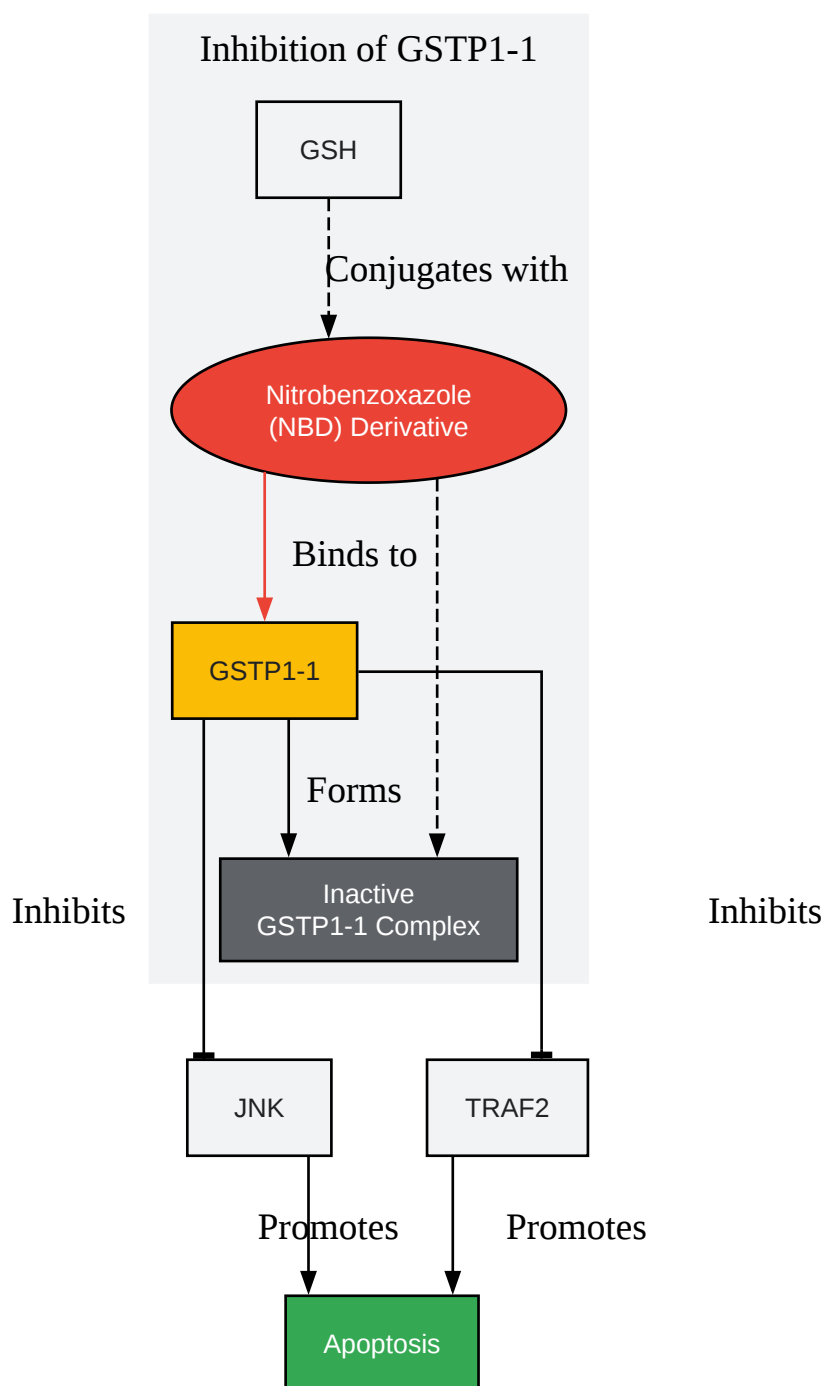 Inhibition of GSTP1-1
GSH
Conjugates with
Nitrobenzoxazole
(NBD) Derivative
Binds to
GSTP1-1
Forms
Inactive
GSTP1-1 Complex
Inhibits
Inhibits
JNK
TRAF2
Promotes
Promotes
Apoptosis